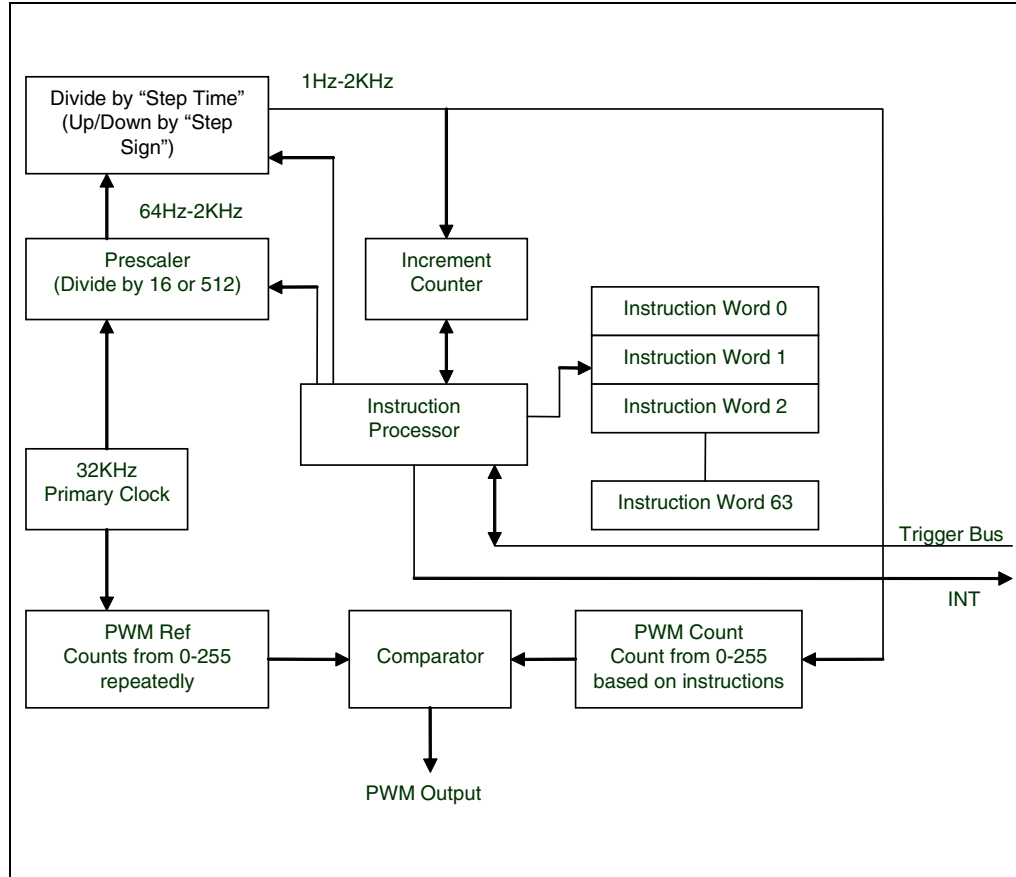 1Hz-2KHz
Divide by “Step Time”
(Up/Down by “Step
Sign”)
64Hz-2KHz
Prescaler
(Divide by 16 or 512)
Increment
Counter
Instruction Word 0
Instruction Word 1
Instruction Word 2
Instruction
Processor
32KHz
Primary Clock
Instruction Word 63
Trigger Bus
INT
PWM Ref
Counts from 0-255
repeatedly
Comparator
PWM Count
Count from 0-255
based on instructions
PWM Output